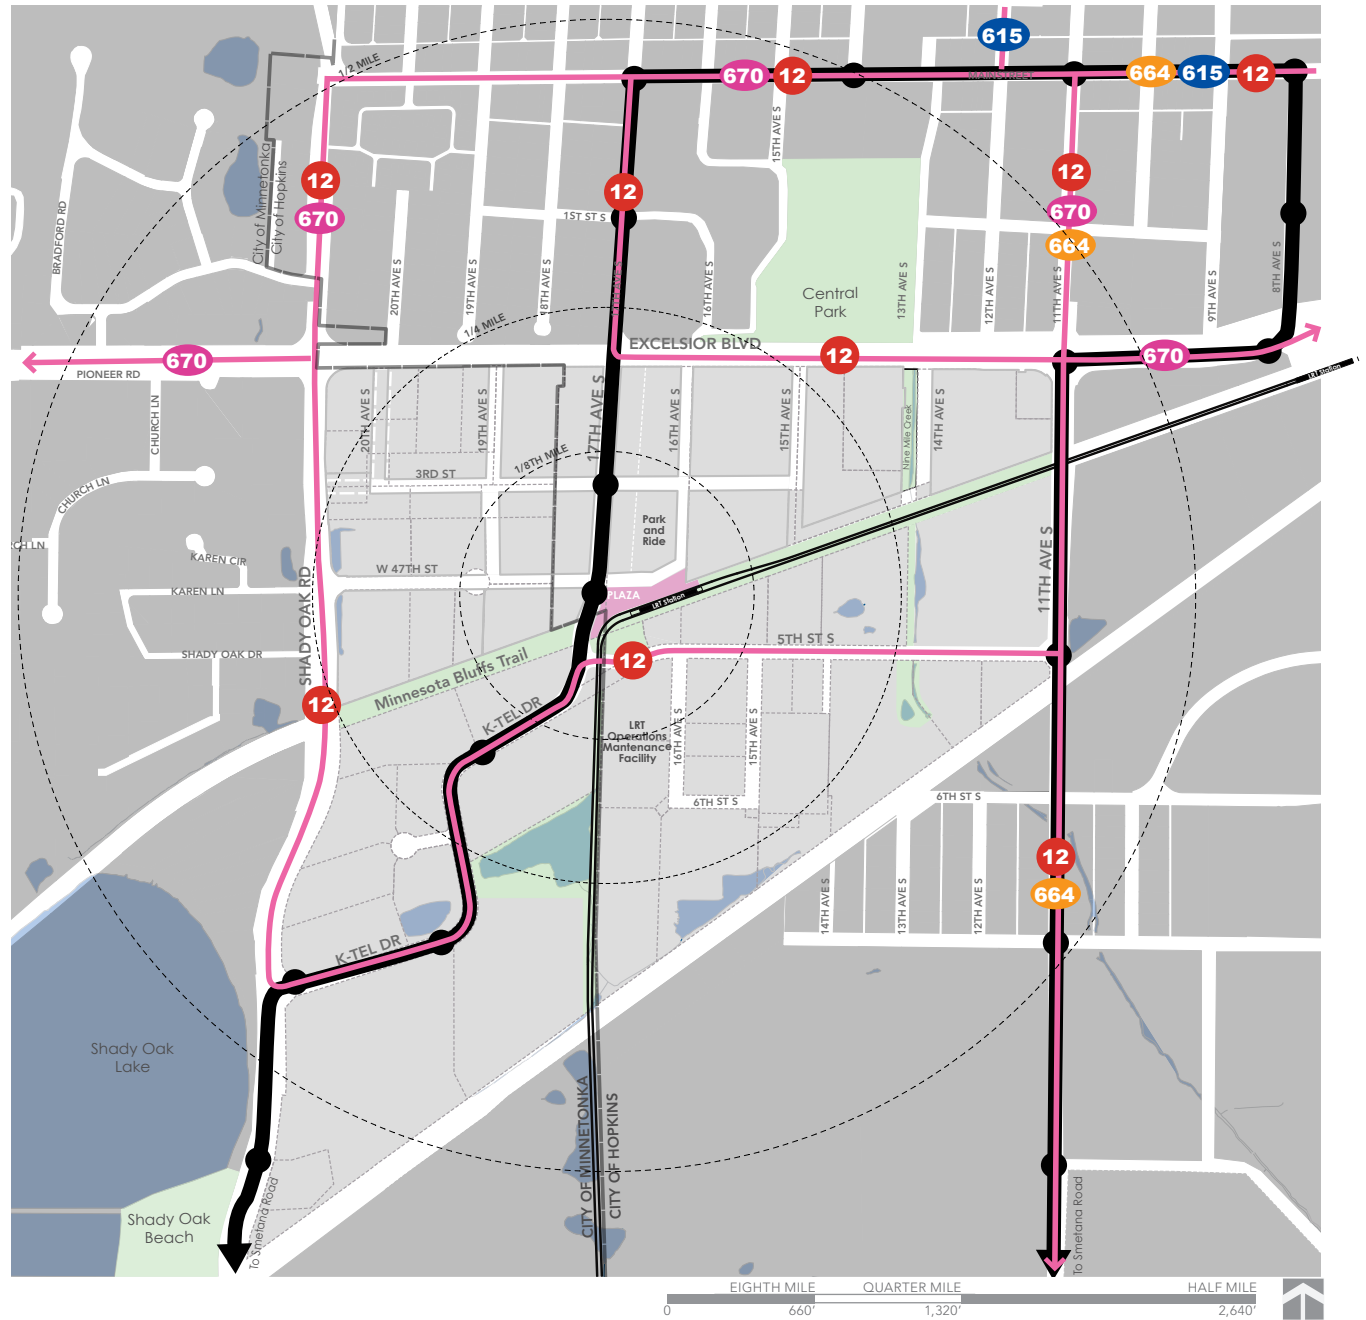 615
1/2 MILE
670
12
MAINSTREET
664
615
12
15TH AVE S
City of Minnetonka
City of Hopkins
12
670
12
12
670
664
BRADFORD RD
1ST ST S
20TH AVE S
19TH AVE S
18TH AVE S
17TH AVE S
16TH AVE S
Central
Park
13TH AVE S
12TH AVE S
11TH AVE S
9TH AVE S
8TH AVE S
1/4 MILE
EXCELSIOR BLVD
12
670
670
PIONEER RD
LRT Station
CHURCH LN
20TH AVE S
19TH AVE S
17TH AVE S
16TH AVE S
15TH AVE S
Nine Mile Creek
14TH AVE S
1/8TH MILE
3RD ST
CHURCH LN
Park
and
Ride
RCH LN
KAREN CIR
W 47TH ST
KAREN LN
PLAZA
LRT Station
11TH AVE S
SHADY OAK RD
SHADY OAK DR
5TH ST S
12
Minnesota Bluffs Trail
12
K-TEL DR
LRT
Operations
Mantenance
Facility
16TH AVE S
15TH AVE S
6TH ST S
6TH ST S
12
664
14TH AVE S
13TH AVE S
12TH AVE S
K-TEL DR
Shady Oak
Lake
CITY OF MINNETONKA
CITY OF HOPKINS
Shady Oak
Beach
To Smetana Road
To Smetana Road
EIGHTH MILE
QUARTER MILE
HALF MILE
0
660'
1,320'
2,640'